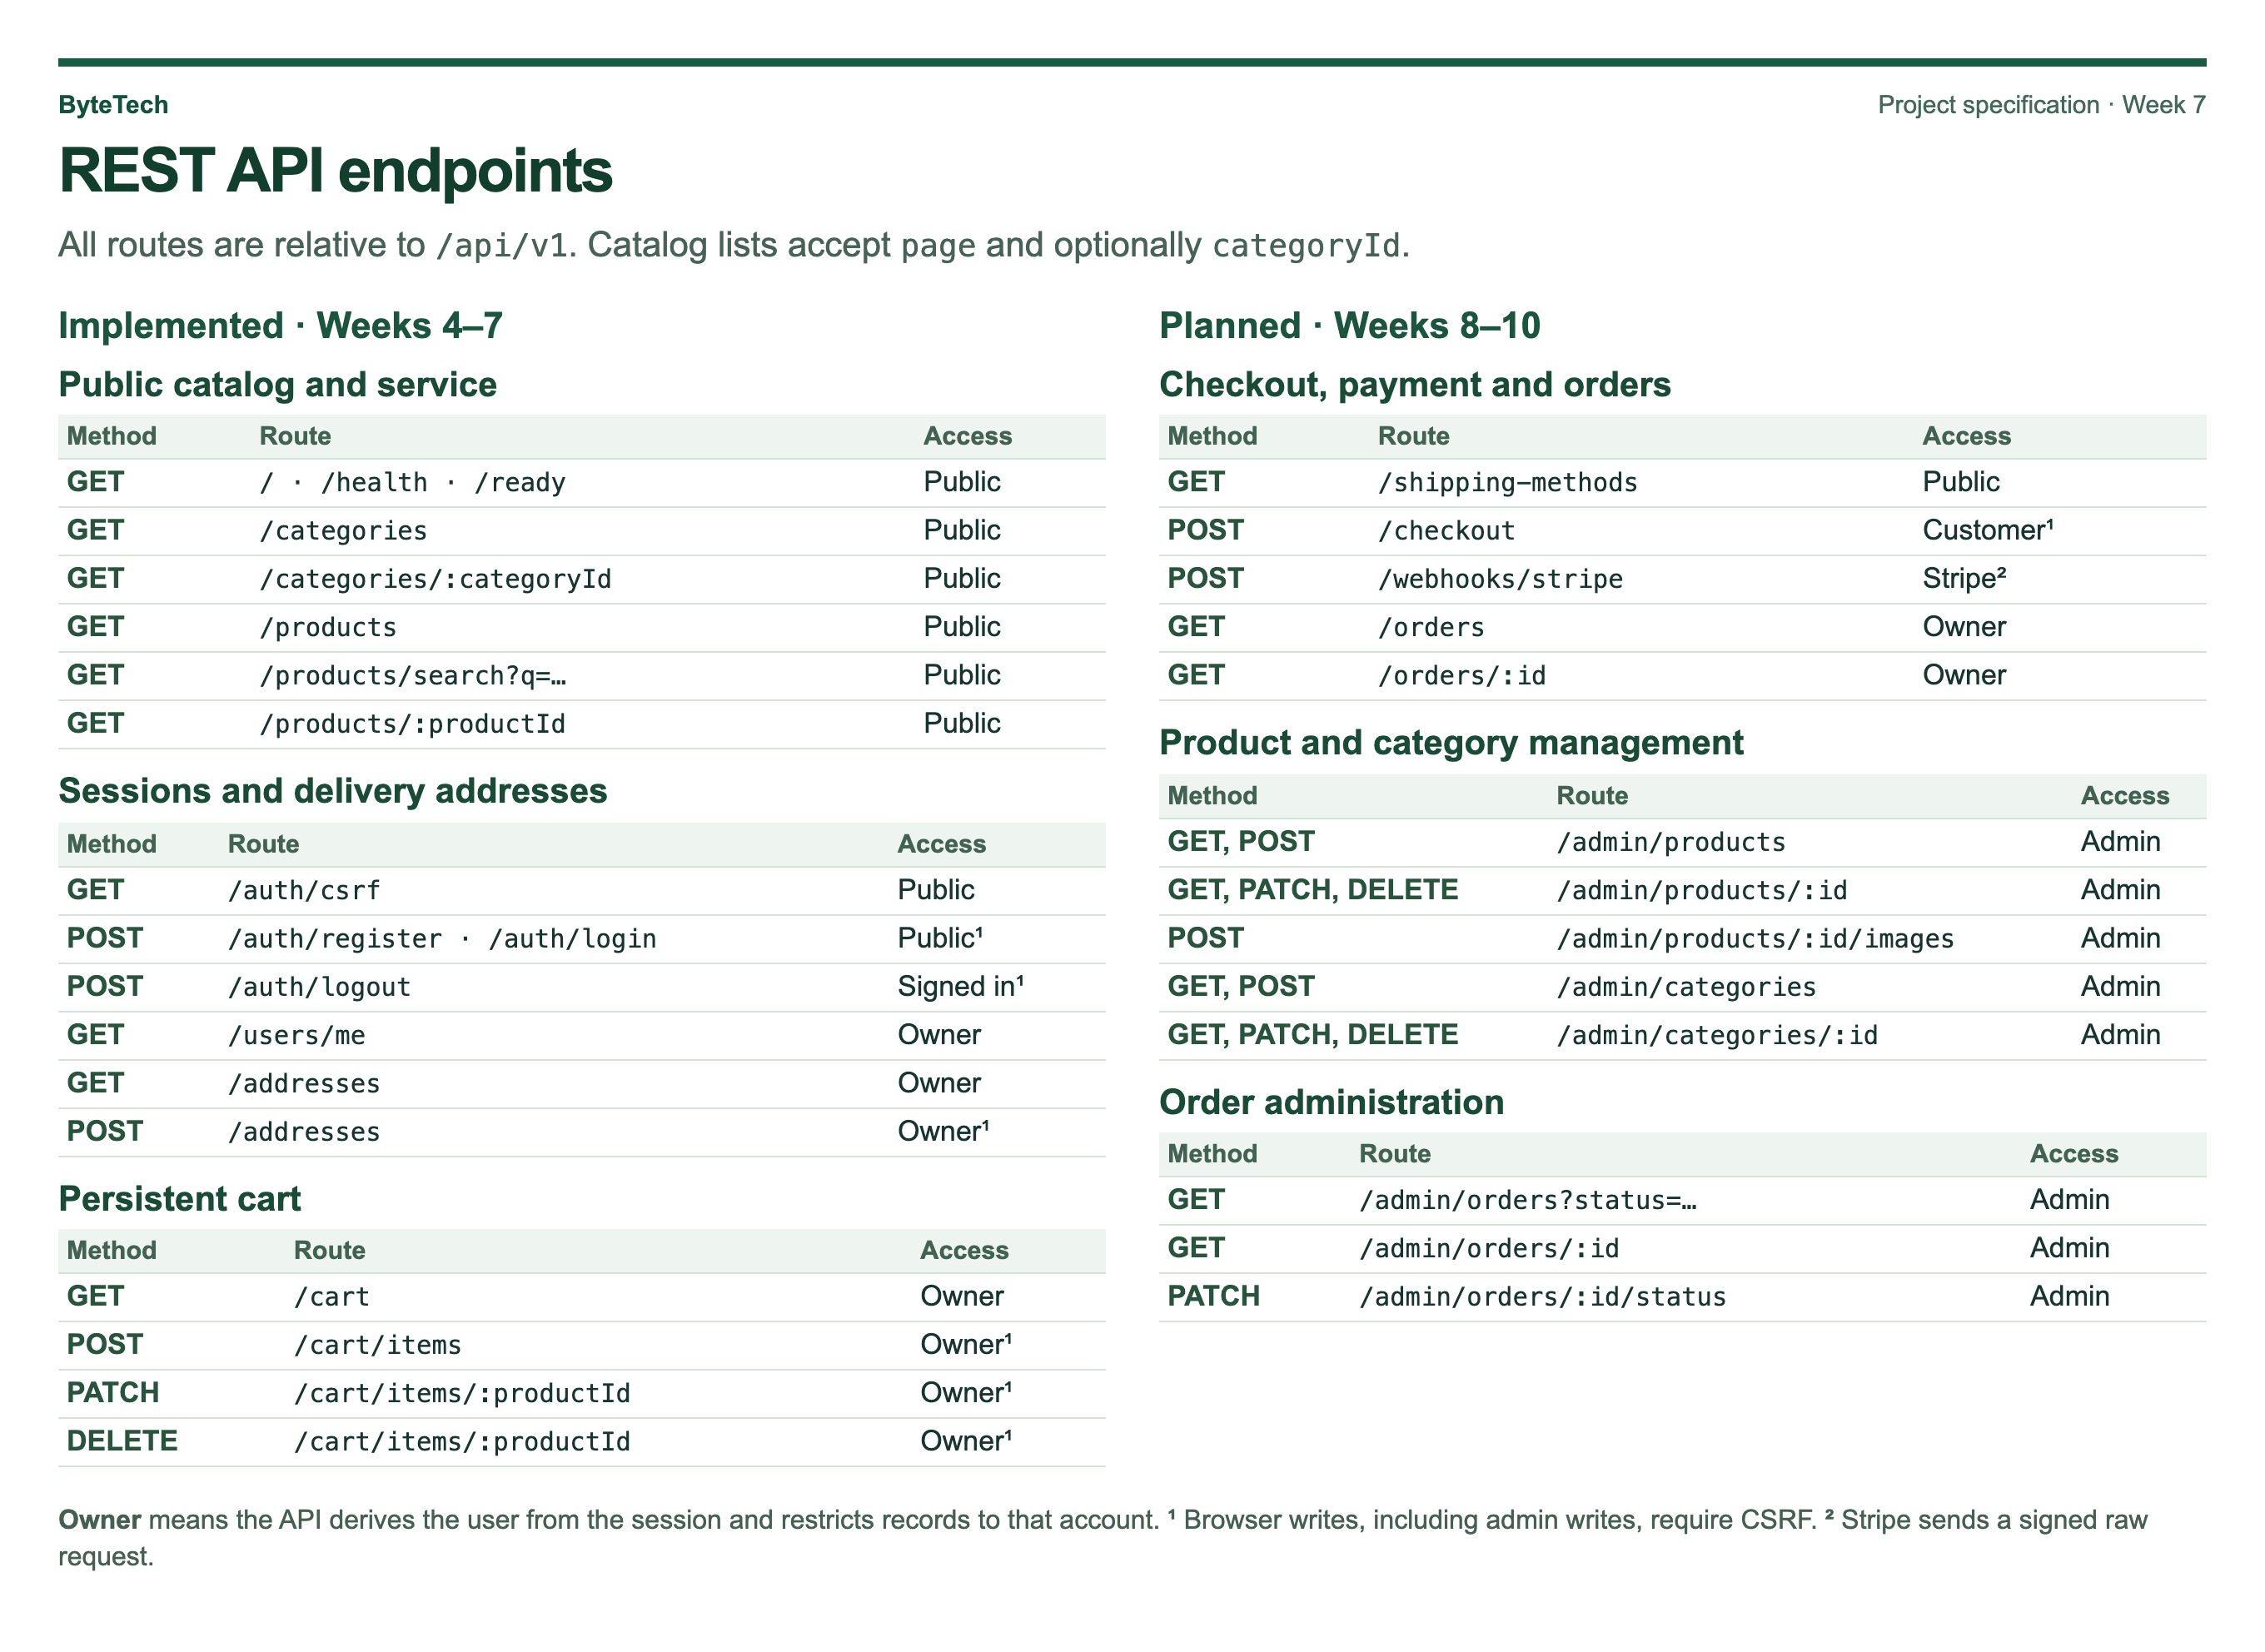 ByteTech
Project specification · Week 7
REST API endpoints
All routes are relative to /api/v1. Catalog lists accept page and optionally categoryId.
Implemented · Weeks 4–7
Public catalog and service
Method Route Access
GET / · /health · /ready Public
GET /categories Public
GET /categories/:categoryId Public
GET /products Public
GET /products/search?q=… Public
GET /products/:productId Public
Sessions and delivery addresses
Method Route Access
GET /auth/csrf Public
POST /auth/register · /auth/login Public¹
POST /auth/logout Signed in¹
GET /users/me Owner
GET /addresses Owner
POST /addresses Owner¹
Persistent cart
Method Route Access
GET /cart Owner
POST /cart/items Owner¹
PATCH /cart/items/:productId Owner¹
DELETE /cart/items/:productId Owner¹
Planned · Weeks 8–10
Checkout, payment and orders
Method Route Access
GET /shipping-methods Public
POST /checkout Customer¹
POST /webhooks/stripe Stripe²
GET /orders Owner
GET /orders/:id Owner
Product and category management
Method Route Access
GET, POST /admin/products Admin
GET, PATCH, DELETE /admin/products/:id Admin
POST /admin/products/:id/images Admin
GET, POST /admin/categories Admin
GET, PATCH, DELETE /admin/categories/:id Admin
Order administration
Method Route Access
GET /admin/orders?status=… Admin
GET /admin/orders/:id Admin
PATCH /admin/orders/:id/status Admin
Owner means the API derives the user from the session and restricts records to that account. ¹ Browser writes, including admin writes, require CSRF. ² Stripe sends a signed raw
request.